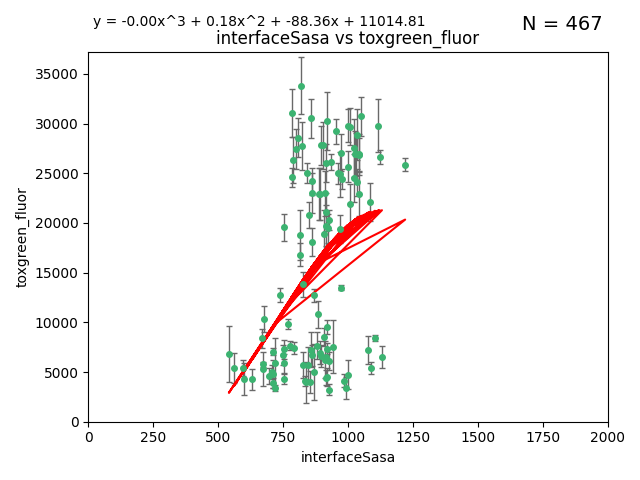 y = -0.00x^3 + 0.18x^2 + -88.36x + 11014.81
N = 467
interfaceSasa vs toxgreen_fluor
35000
30000
25000
20000
15000
10000
5000
0
toxgreen_fluor
0 250 500 750 1000 1250 1500 1750 2000
interfaceSasa